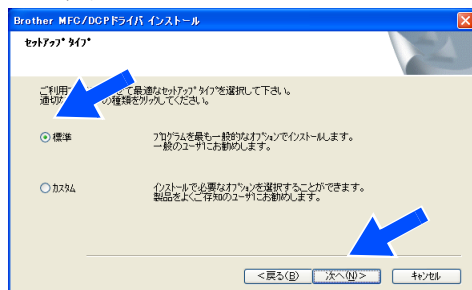 Brother MFC/DCPドライバ インストール
セットアップ タイプ
ご利用 て最適なセットアップ タイプを選択して下さい。
適切 の種類をクリックしてください。
標準
プログラムを最も一般的なオプションでインストールします。
一般のユーザにお勧めします。
カスタム
インストールで必要なオプションを選択することができます。
製品をよくご存知のユーザにお勧めします。
<戻る(B)
次へ(N)>
キャンセル